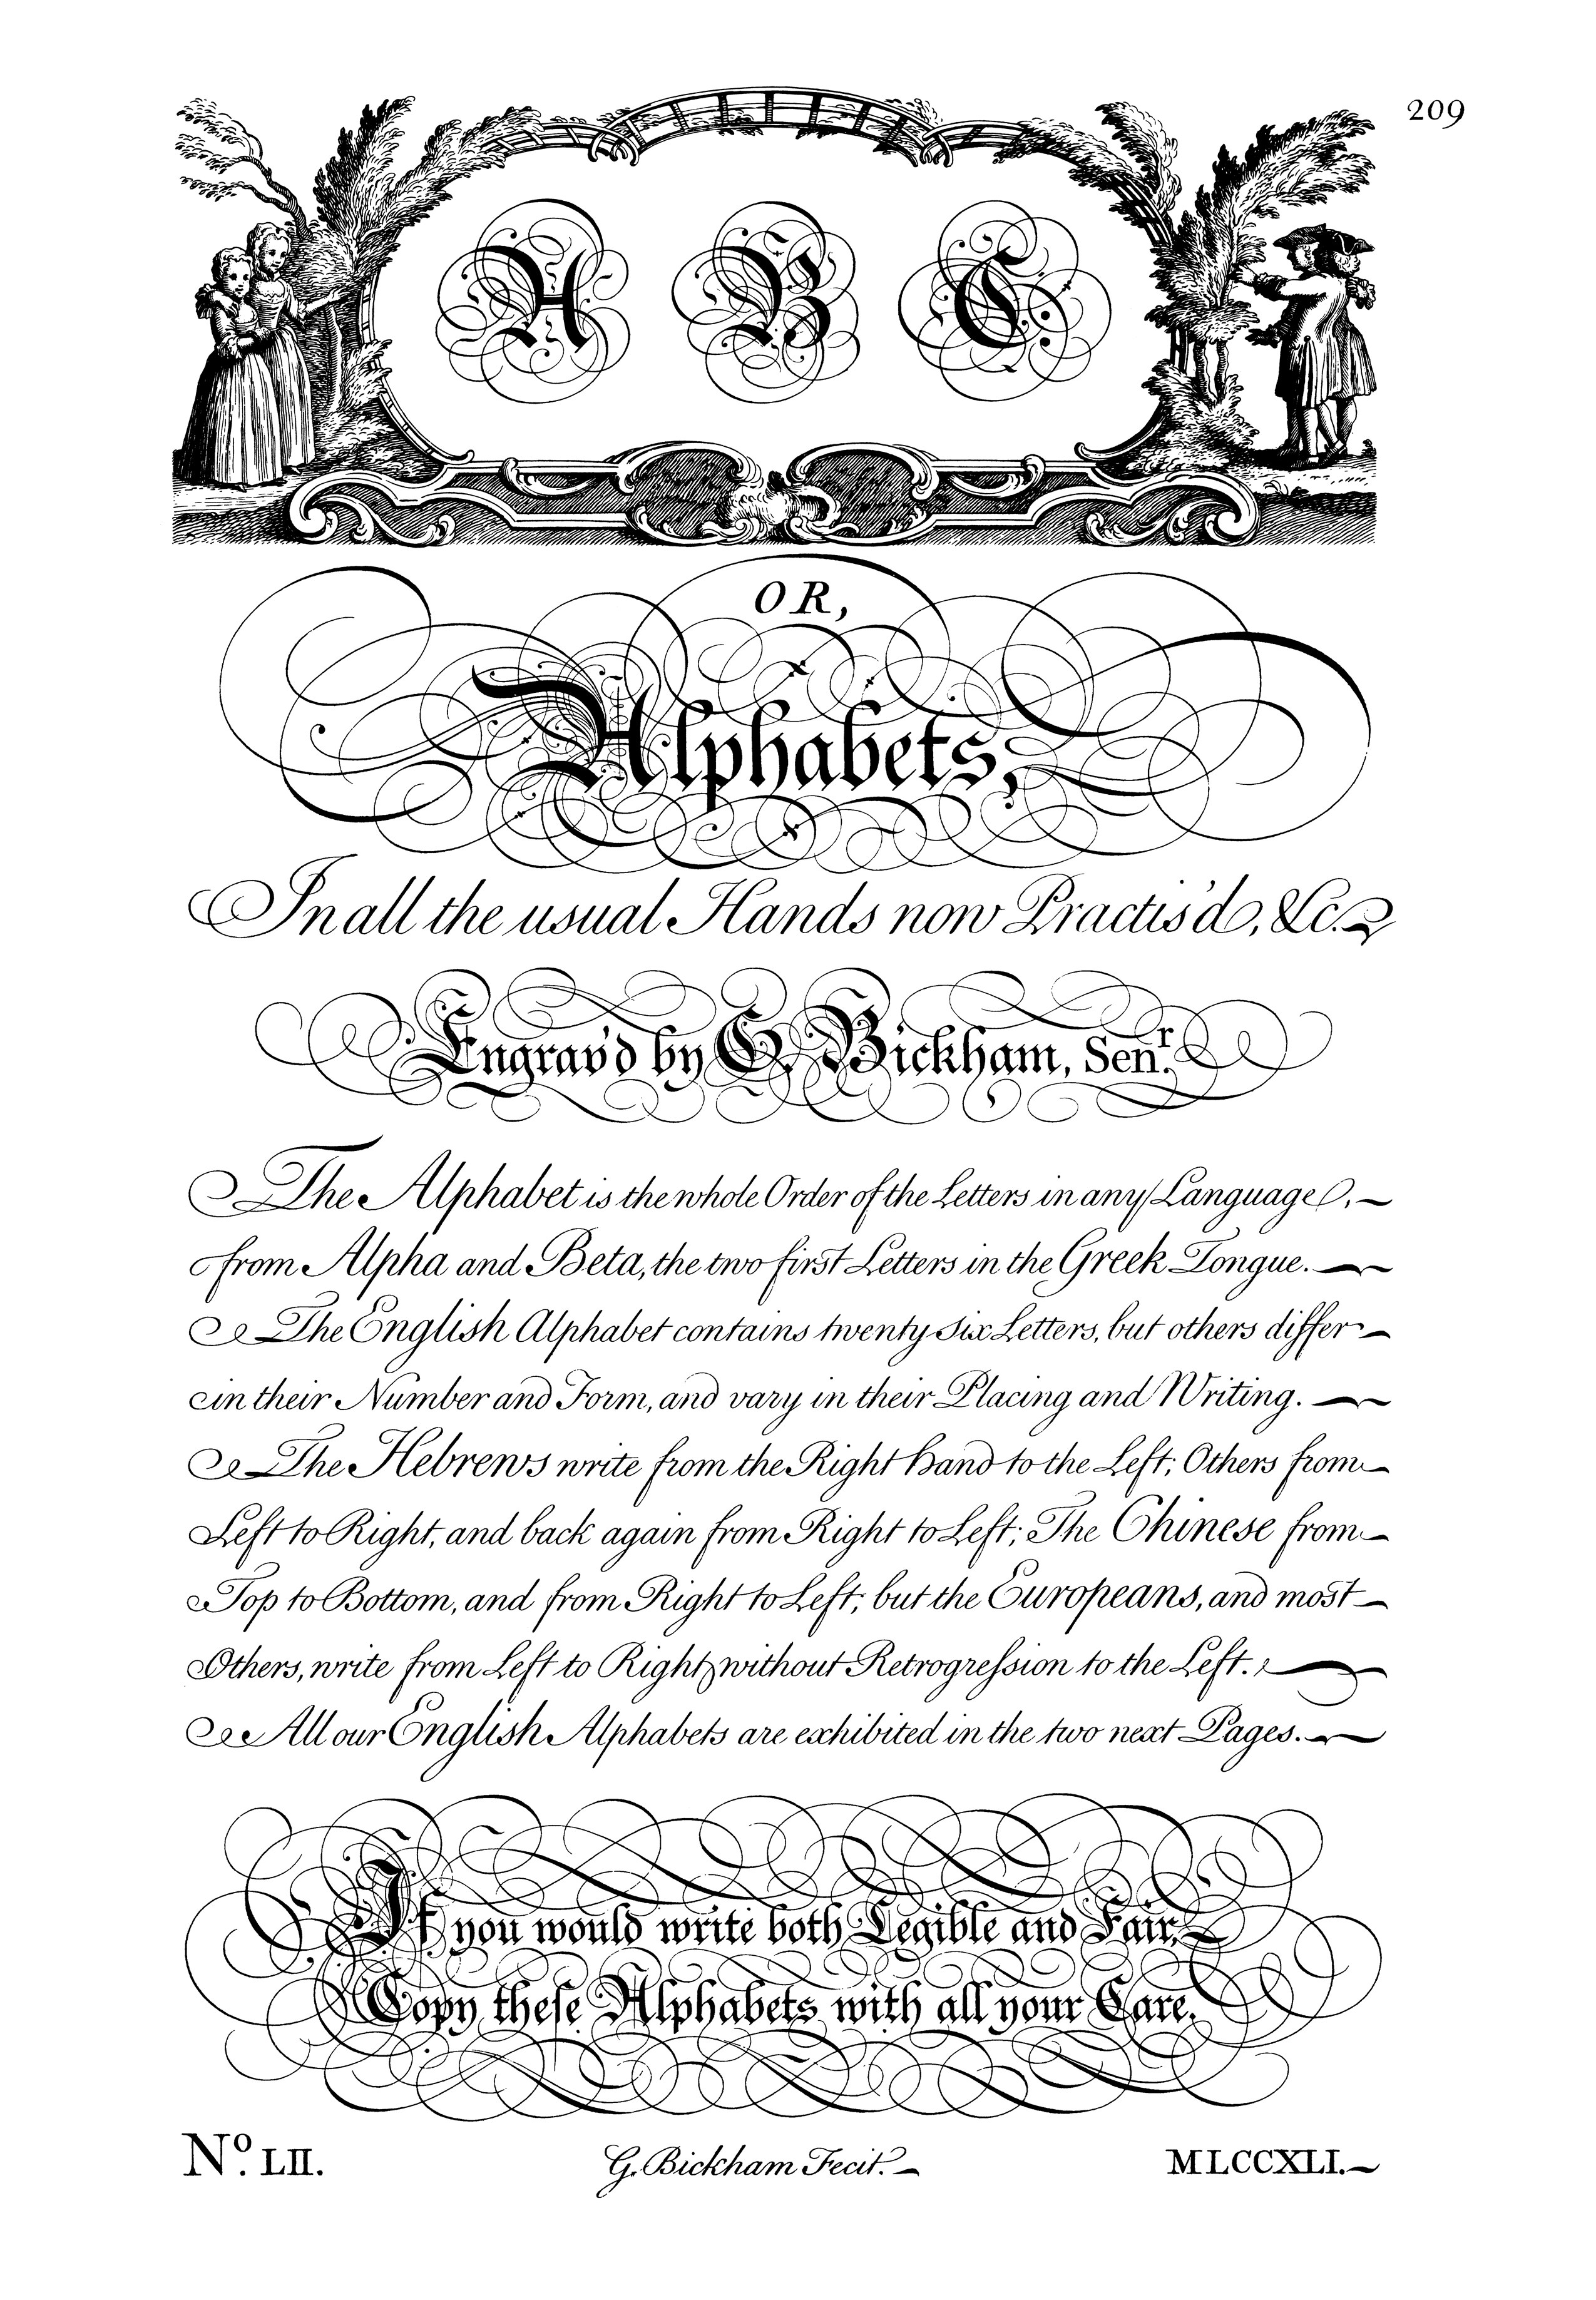 209
A B C
OR,
Alphabets,
In all the usual Hands now Practis'd, &c.
Engrav'd by G. Bickham, Senr.
The Alphabet is the whole Order of the Letters in any Language,
from Alpha and Beta, the two first Letters in the Greek Tongue.
The English Alphabet contains twenty six Letters, but others differ
in their Number and Form, and vary in their Placing and Writing.
The Hebrews write from the Right Hand to the Left; Others from
Left to Right, and back again from Right to Left; The Chinese from
Top to Bottom, and from Right to Left; but the Europeans, and most
Others, write from Left to Right, without Retrogreſsion to the Left.
All our English Alphabets are exhibited in the two next Pages.
If you would write both Legible and Fair,
Copy theſe Alphabets with all your Care.
No. LII.
G. Bickham Fecit.
MLCCXLI.